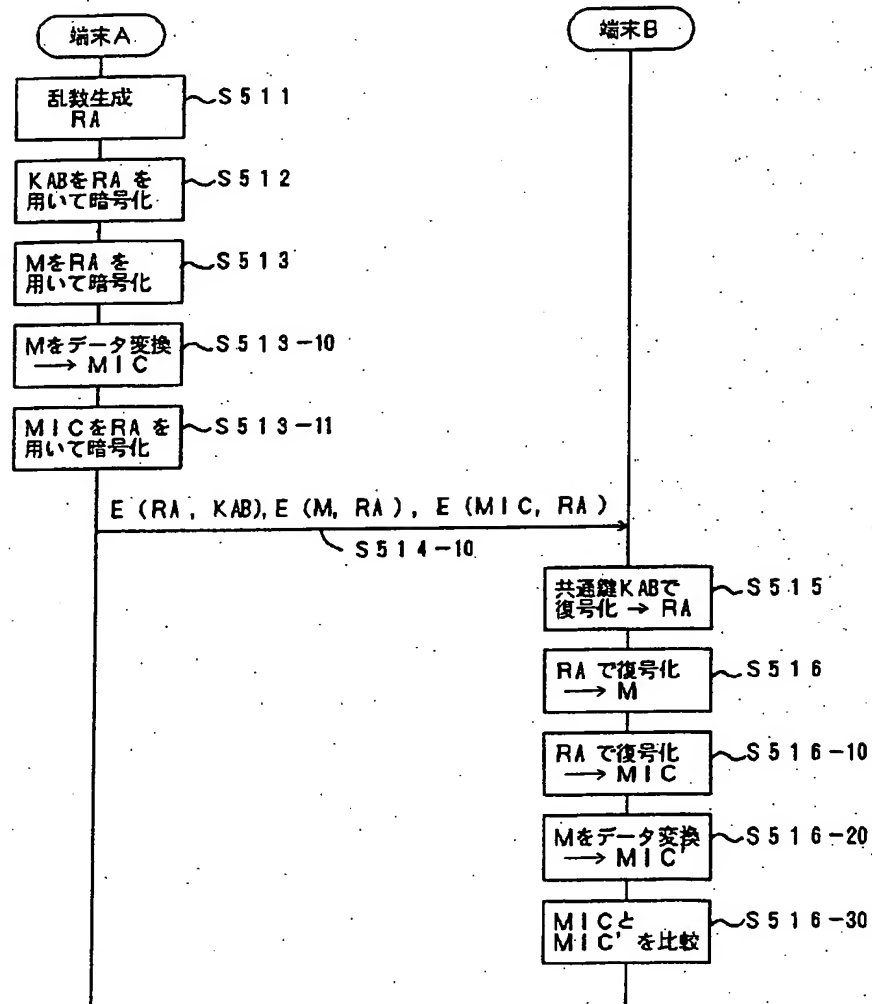 端末A
端末B
乱数生成
RA
S511
KABをRA を
用いて暗号化
S512
MをRA を
用いて暗号化
S513
Mをデータ変換
→ MIC
S513-10
MICをRA を
用いて暗号化
S513-11
E (RA, KAB), E (M, RA), E (MIC, RA)
S514-10
共通鍵KABで
復号化 → RA
S515
RA で復号化
→ M
S516
RA で復号化
→ MIC
S516-10
Mをデータ変換
→ MIC'
S516-20
MICと
MIC' を比較
S516-30